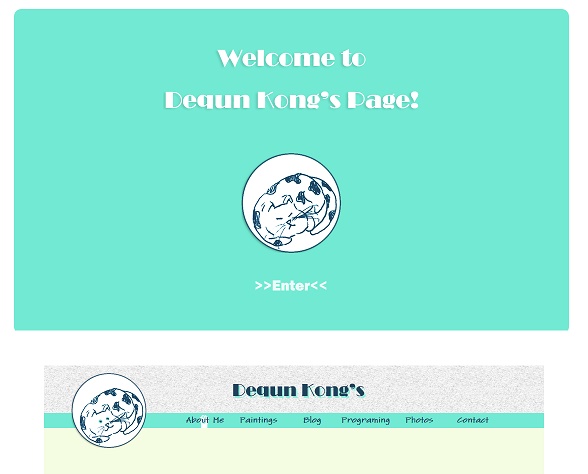 Welcome to
Dequn Kong's Page!
>>Enter<<
Dequn Kong's
About Me Paintings Blog Programing Photos Contact